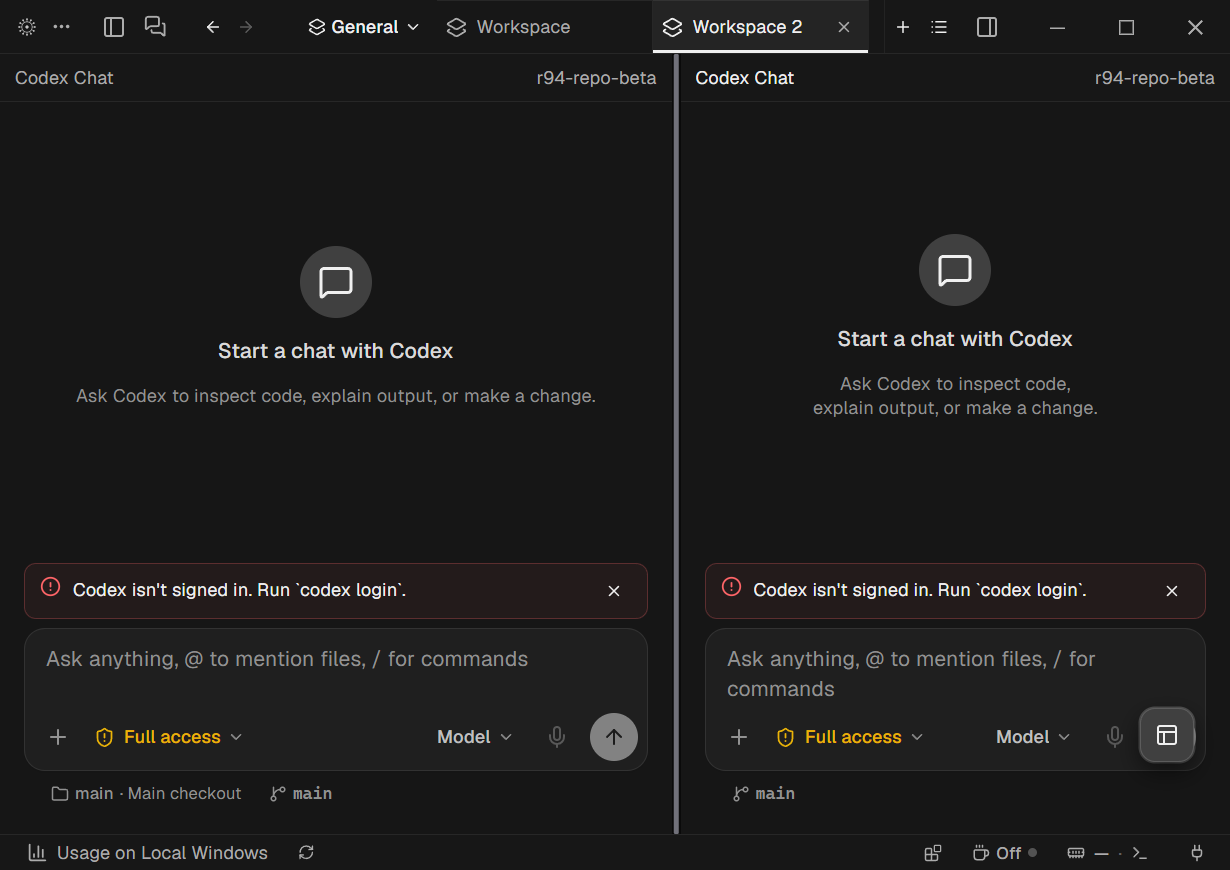 General
Workspace
Workspace 2
Codex Chat
r94-repo-beta
Codex Chat
r94-repo-beta
Start a chat with Codex
Ask Codex to inspect code, explain output, or make a change.
Start a chat with Codex
Ask Codex to inspect code,
explain output, or make a change.
Codex isn't signed in. Run `codex login`.
Codex isn't signed in. Run `codex login`.
Ask anything, @ to mention files, / for commands
Full access
Model
main · Main checkout
main
Ask anything, @ to mention files, / for
commands
Full access
Model
main
Usage on Local Windows
Off
— ·